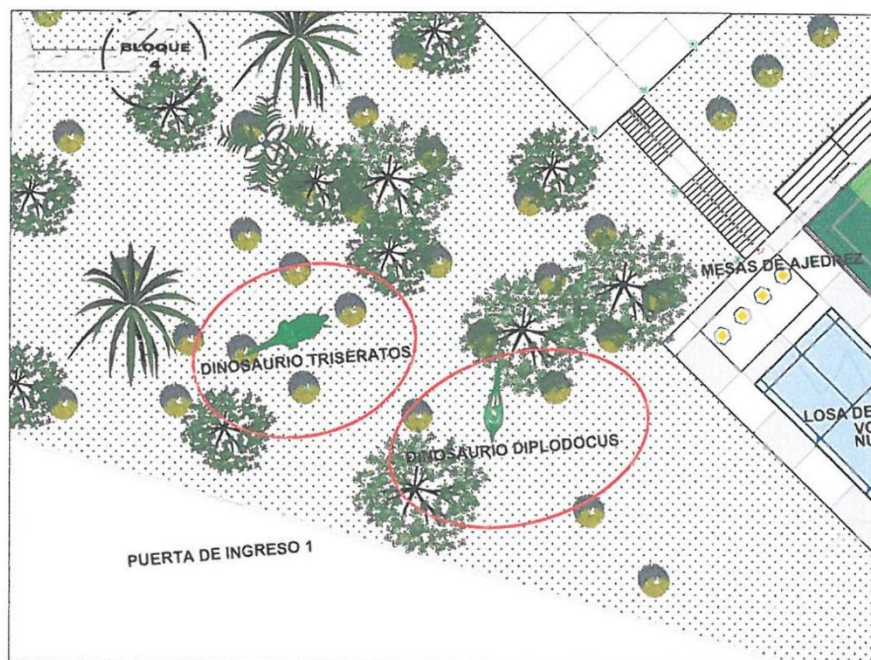 BLOQUE
4
MESAS DE AJEDREZ
DINOSAURIO TRISERATOS
LOSA DE
VO
NU
DINOSAURIO DIPLODOCUS
PUERTA DE INGRESO 1